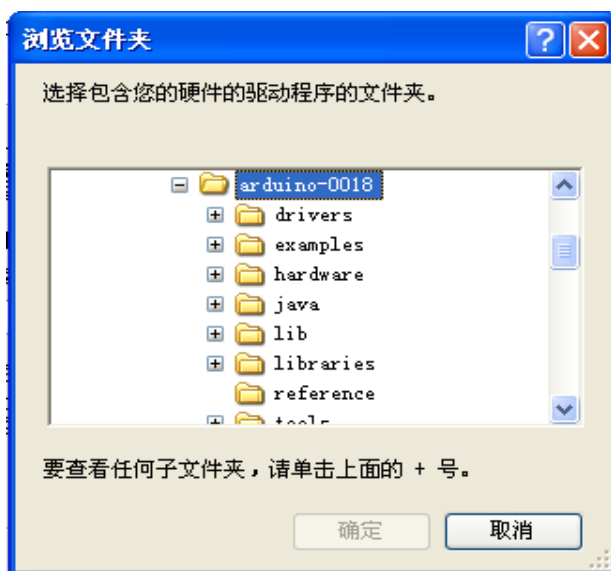 浏览文件夹
选择包含您的硬件的驱动程序的文件夹。
arduino-0018
drivers
examples
hardware
java
lib
libraries
reference
tools
要查看任何子文件夹，请单击上面的 + 号。
确定
取消